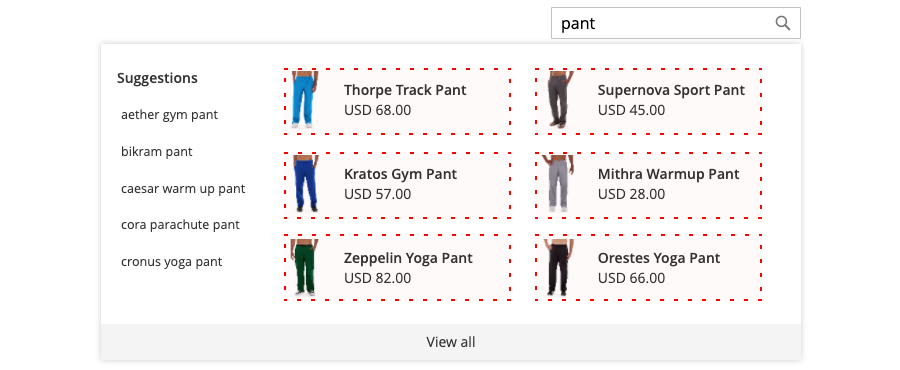 pant
Suggestions
aether gym pant
bikram pant
caesar warm up pant
cora parachute pant
cronus yoga pant
Thorpe Track Pant
USD 68.00
Supernova Sport Pant
USD 45.00
Kratos Gym Pant
USD 57.00
Mithra Warmup Pant
USD 28.00
Zeppelin Yoga Pant
USD 82.00
Orestes Yoga Pant
USD 66.00
View all